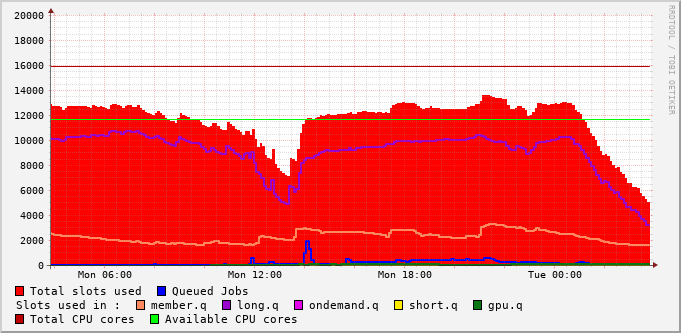 20000
18000
16000
14000
12000
10000
8000
6000
4000
2000
0
Mon 06:00 Mon 12:00 Mon 18:00 Tue 00:00
RRDTOOL / TOBI OETIKER
Total slots used Queued Jobs
Slots used in : member.q long.q ondemand.q short.q gpu.q
Total CPU cores Available CPU cores